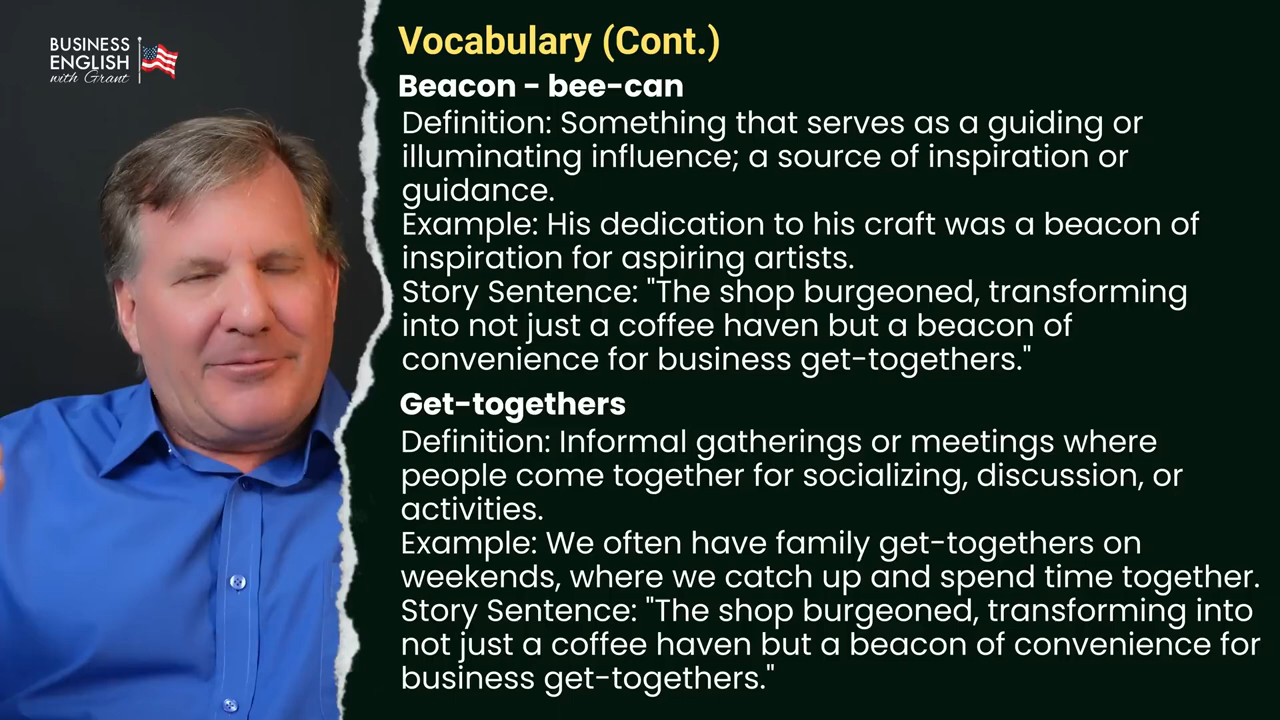 BUSINESS
ENGLISH
with Grant
Vocabulary (Cont.)
Beacon - bee-can
Definition: Something that serves as a guiding or
illuminating influence; a source of inspiration or
guidance.
Example: His dedication to his craft was a beacon of
inspiration for aspiring artists.
Story Sentence: "The shop burgeoned, transforming
into not just a coffee haven but a beacon of
convenience for business get-togethers."
Get-togethers
Definition: Informal gatherings or meetings where
people come together for socializing, discussion, or
activities.
Example: We often have family get-togethers on
weekends, where we catch up and spend time together.
Story Sentence: "The shop burgeoned, transforming into
not just a coffee haven but a beacon of convenience for
business get-togethers."